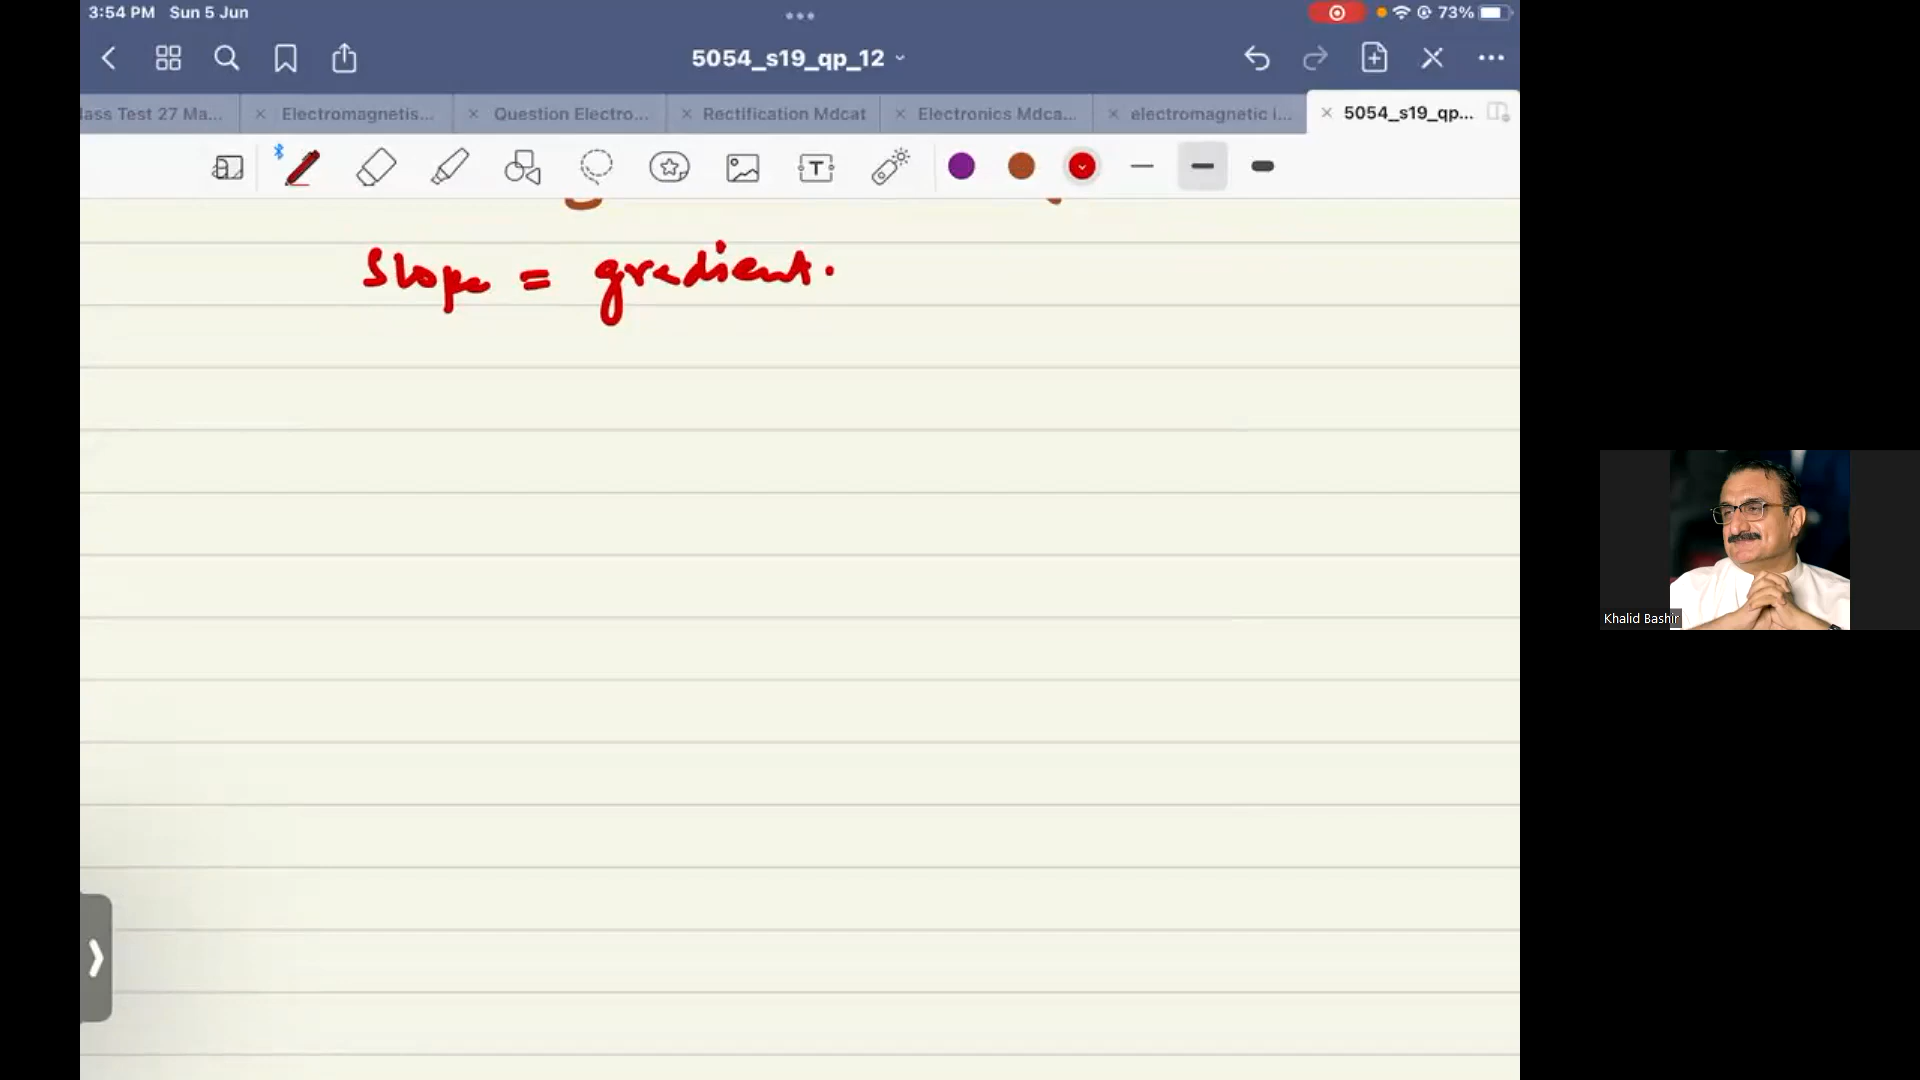 3:54 PM Sun 5 Jun
73%
5054_s19_qp_12
lass Test 27 Ma...
Electromagnetis...
Question Electro...
Rectification Mdcat
Electronics Mdca...
electromagnetic i...
5054_s19_qp...
T
Slope = gredient.
Khalid Bashir